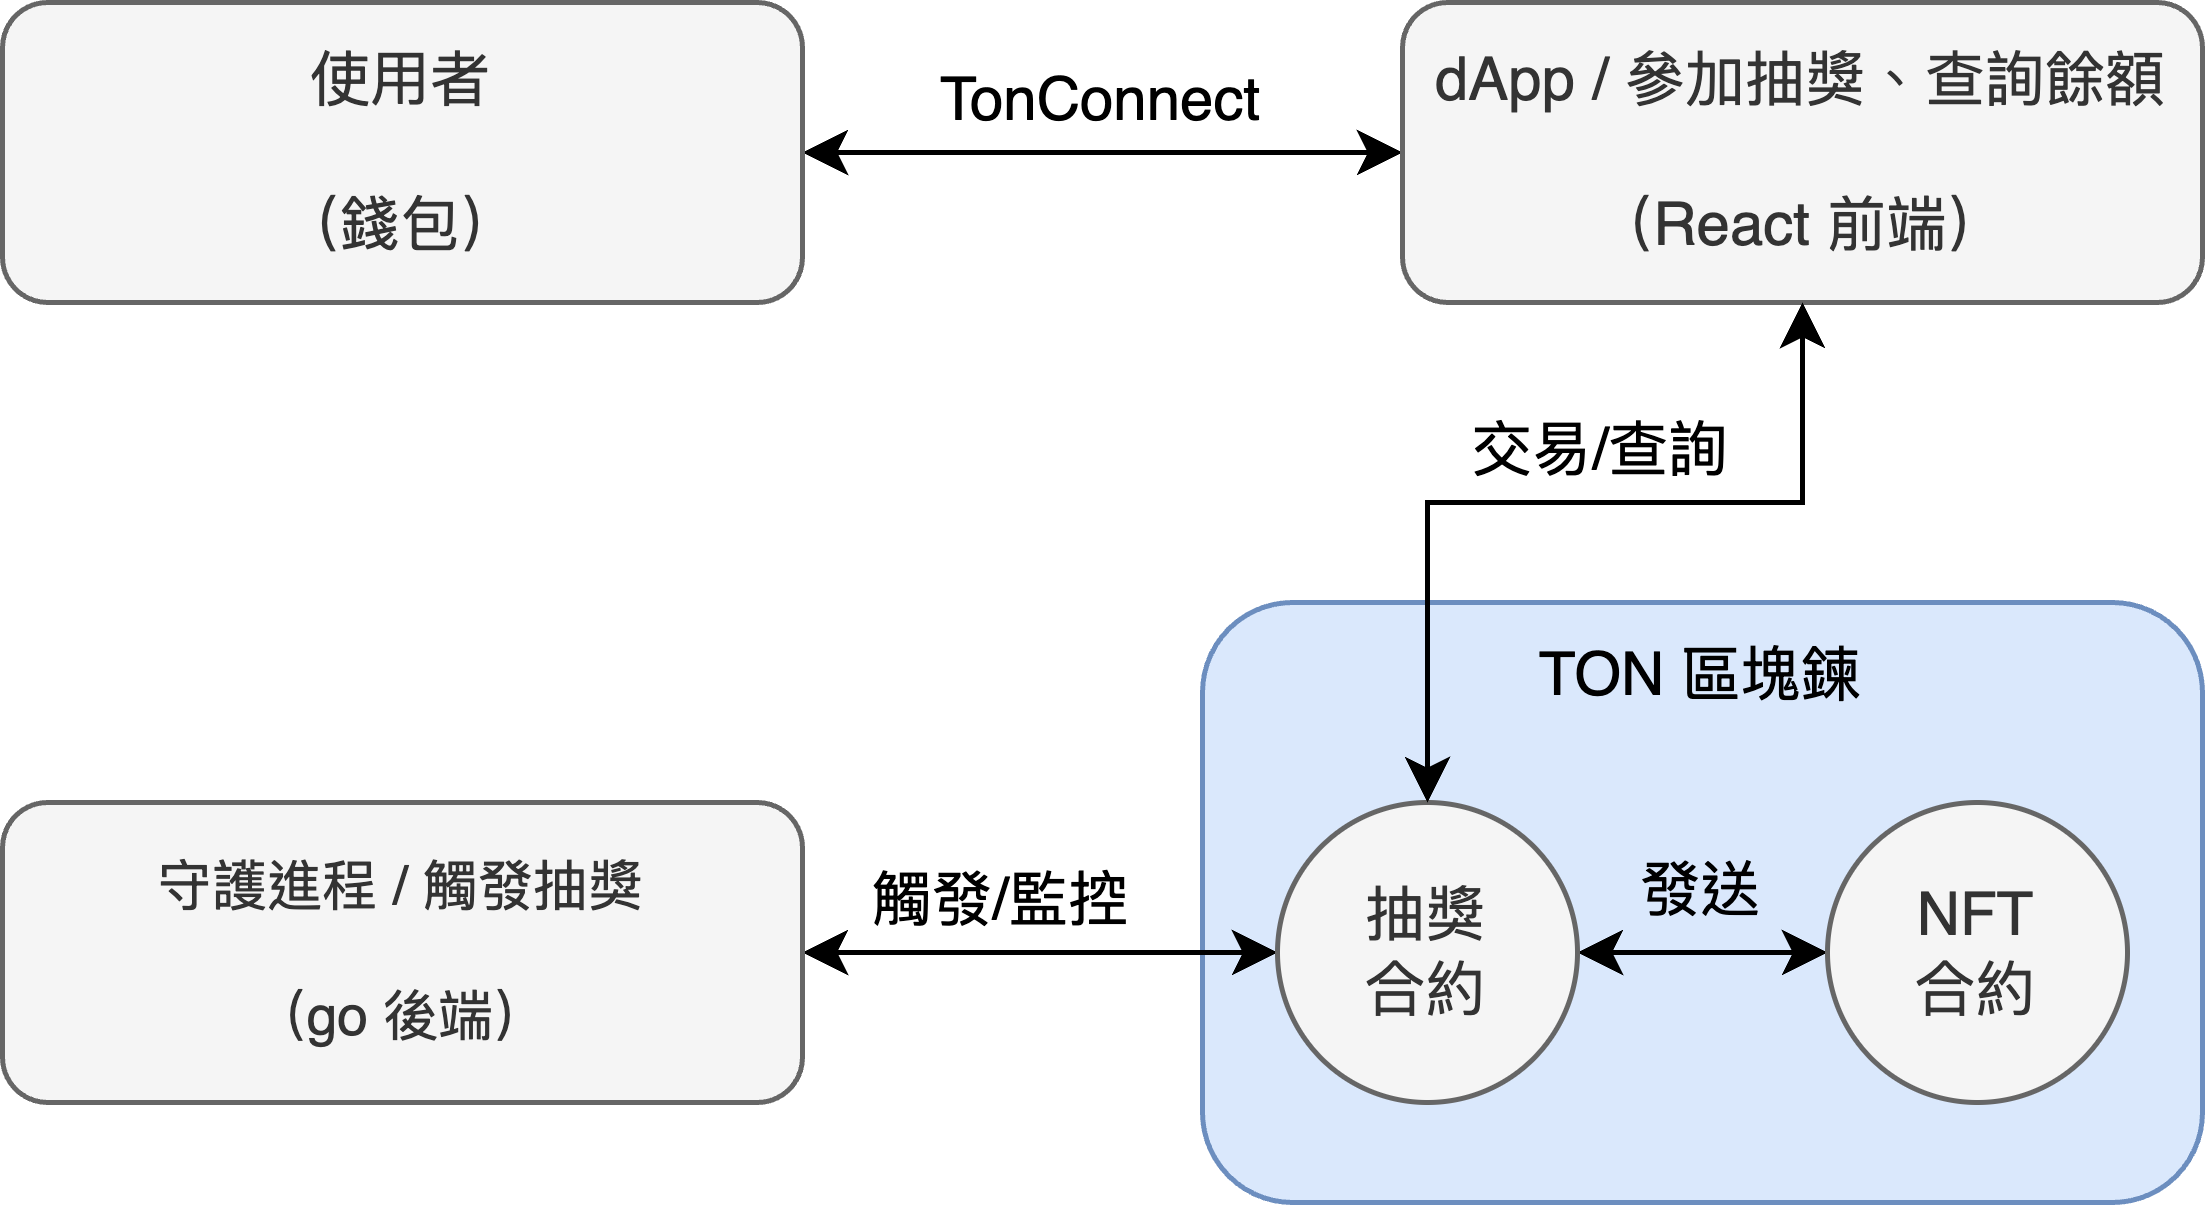 使用者
(錢包)
TonConnect
dApp / 參加抽獎、查詢餘額
(React 前端)
交易/查詢
TON 區塊鍊
守護進程 / 觸發抽獎
(go 後端)
觸發/監控
抽獎
合約
發送
NFT
合約